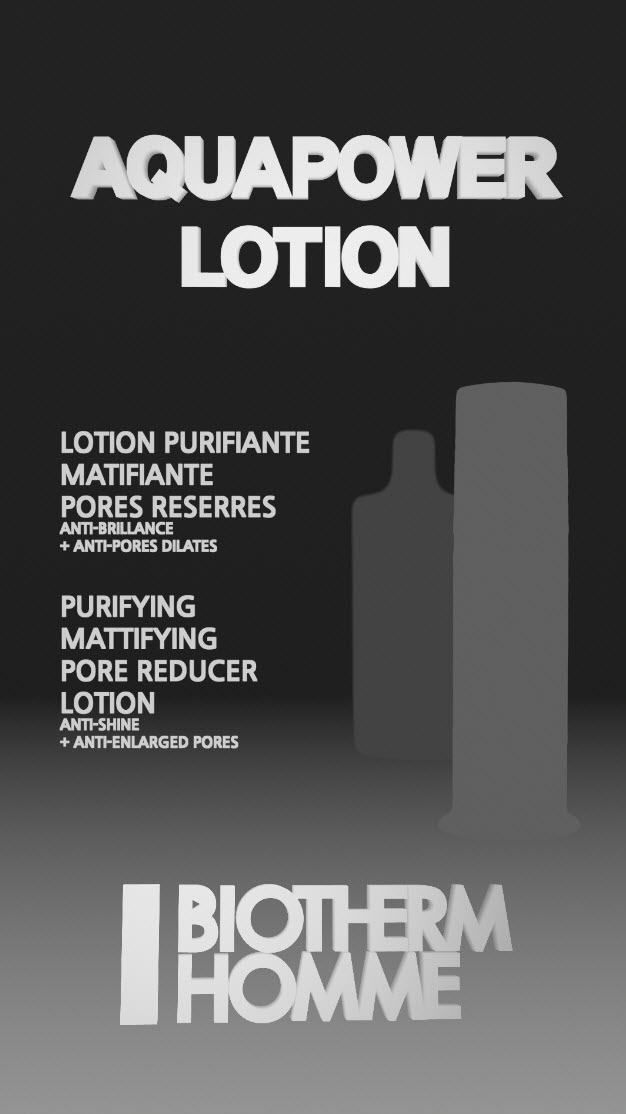 AQUAPOWER
LOTION
LOTION PURIFIANTE
MATIFIANTE
PORES RESERRES
ANTI-BRILLANCE
+ ANTI-PORES DILATES
PURIFYING
MATTIFYING
PORE REDUCER
LOTION
ANTI-SHINE
+ ANTI-ENLARGED PORES
BIOTHERM
HOMME